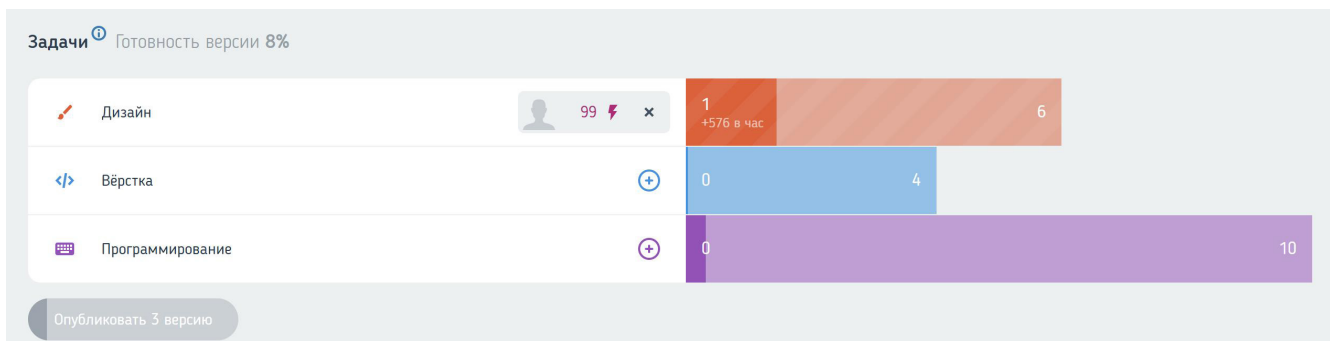 Задачи Готовность версии 8%
Дизайн 99 1 6
+576 в час
Вёрстка 0 4
Программирование 0 10
Опубликовать 3 версию